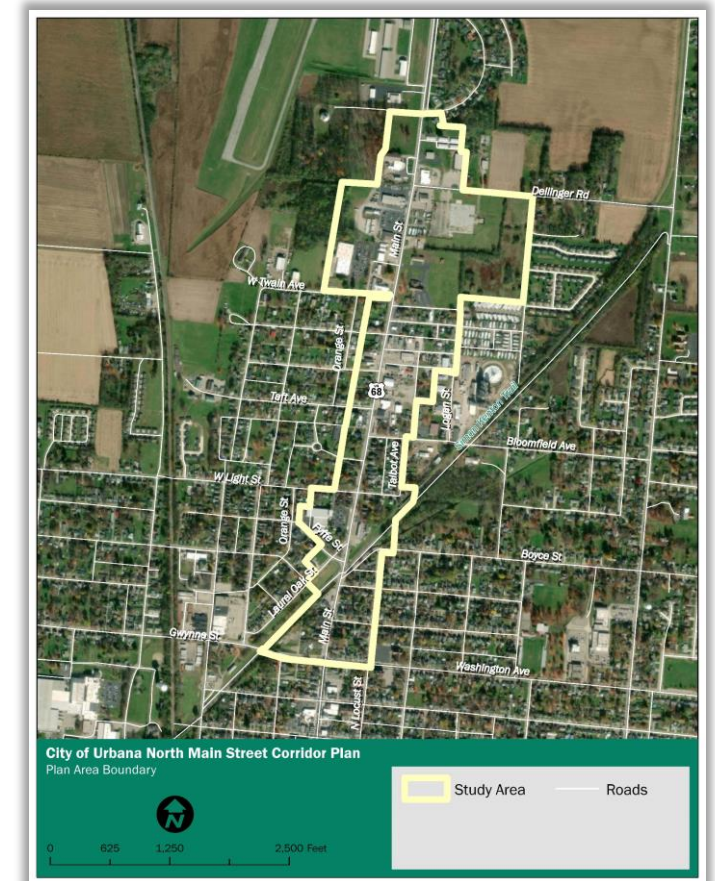 Dellinger Rd
Main St
W Twain Ave
Orange St
68
Taft Ave
Logan St
Bloomfield Ave
Talbot Ave
W Light St
Orange St
Fyffe St
Boyce St
Laurel Oak St
Main St
Gwynne St
Washington Ave
N Locust St
City of Urbana North Main Street Corridor Plan
Plan Area Boundary
N
Study Area
Roads
0 625 1,250 2,500 Feet